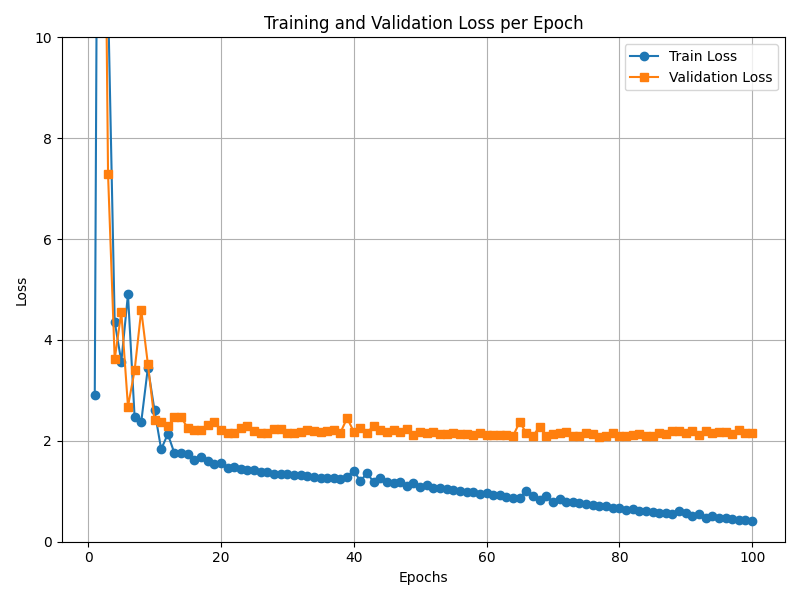 Training and Validation Loss per Epoch
Train Loss
Validation Loss
10
8
6
4
2
0
Loss
0 20 40 60 80 100
Epochs